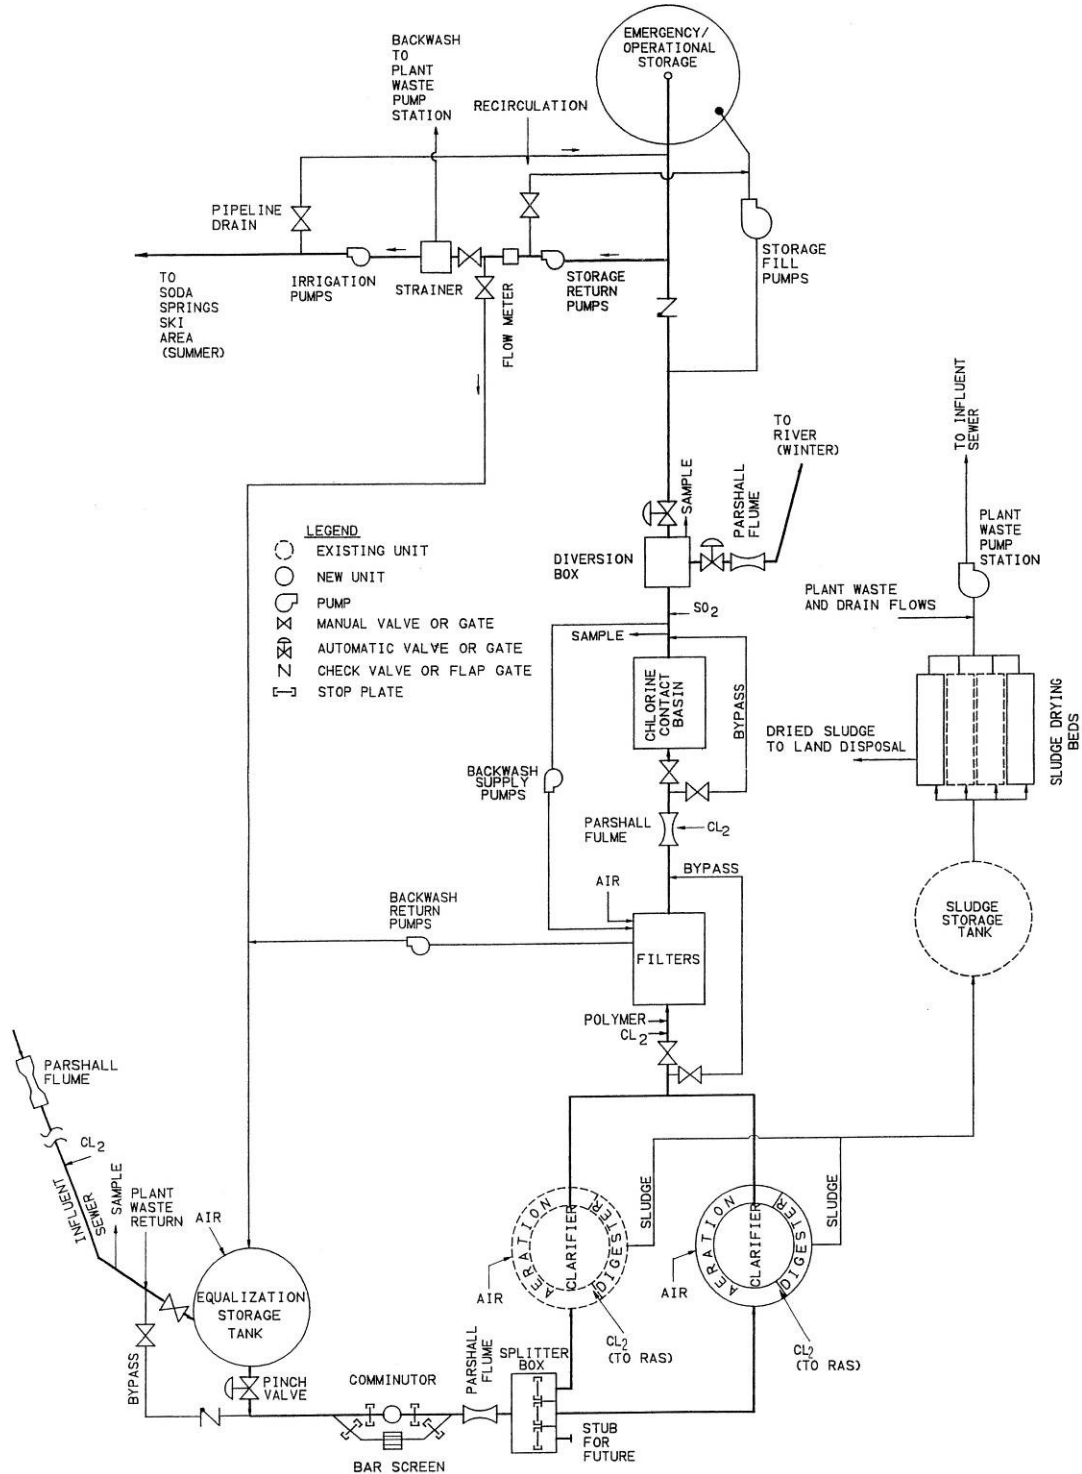 EMERGENCY/
OPERATIONAL
STORAGE
BACKWASH
TO
PLANT
WASTE
PUMP
STATION
RECIRCULATION
PIPELINE
DRAIN
IRRIGATION
PUMPS
STRAINER
FLOW METER
STORAGE
RETURN
PUMPS
STORAGE
FILL
PUMPS
TO
SODA
SPRINGS
SKI
AREA
(SUMMER)
TO INFLUENT
SEWER
TO
RIVER
(WINTER)
SAMPLE
PARSHALL
FLUME
PLANT
WASTE
PUMP
STATION
LEGEND
EXISTING UNIT
NEW UNIT
PUMP
MANUAL VALVE OR GATE
AUTOMATIC VALVE OR GATE
CHECK VALVE OR FLAP GATE
STOP PLATE
DIVERSION
BOX
SO2
SAMPLE
PLANT WASTE
AND DRAIN FLOWS
CHLORINE
CONTACT
BASIN
BYPASS
DRIED SLUDGE
TO LAND DISPOSAL
SLUDGE DRYING
BEDS
BACKWASH
SUPPLY
PUMPS
PARSHALL
FULME
CL2
BYPASS
AIR
BACKWASH
RETURN
PUMPS
FILTERS
SLUDGE
STORAGE
TANK
POLYMER
CL2
PARSHALL
FLUME
CL2
INFLUENT
SEWER
SAMPLE
PLANT
WASTE
RETURN
AIR
EQUALIZATION
STORAGE
TANK
AERATION
CLARIFIER
DIGESTER
SLUDGE
AERATION
CLARIFIER
DIGESTER
SLUDGE
AIR
AIR
CL2
(TO RAS)
CL2
(TO RAS)
BYPASS
PINCH
VALVE
COMMINUTOR
PARSHALL
FLUME
SPLITTER
BOX
BAR SCREEN
STUB
FOR
FUTURE